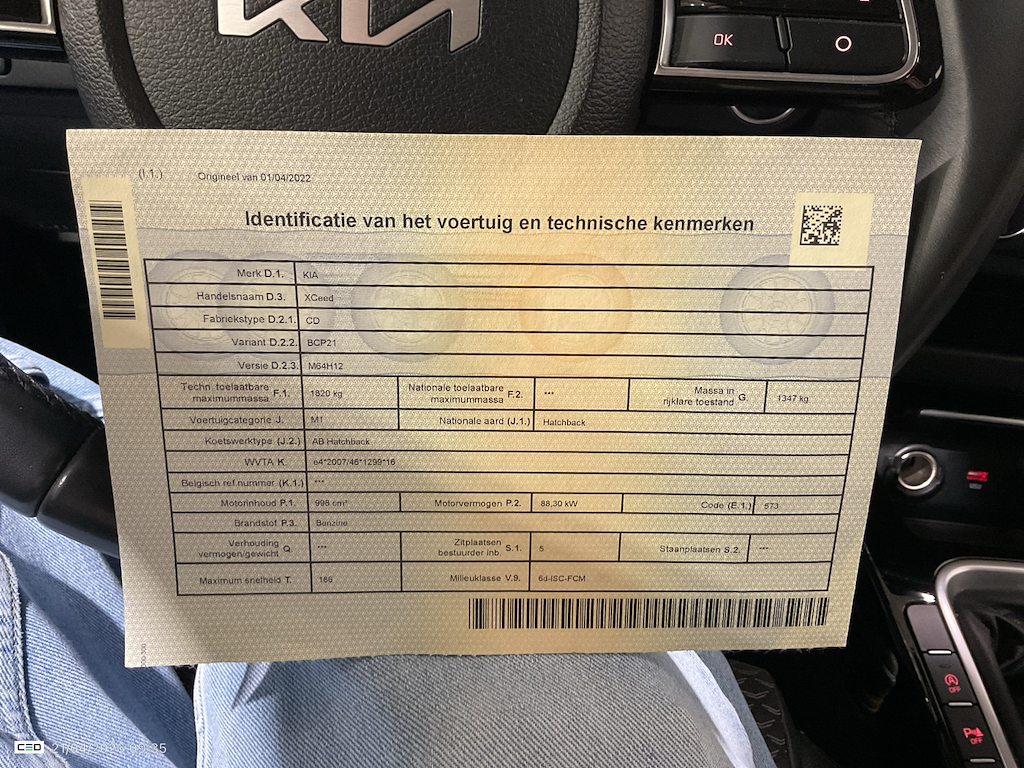 KIA
OK
(I.1.) Origineel van 01/04/2022
Identificatie van het voertuig en technische kenmerken
Merk D.1. KIA
Handelsnaam D.3. XCeed
Fabriekstype D.2.1. CD
Variant D.2.2. BCP21
Versie D.2.3. M64H12
Techn. toelaatbare maximummassa F.1. 1820 kg Nationale toelaatbare maximummassa F.2. *** Massa in rijklare toestand G. 1347 kg
Voertuigcategorie J. M1 Nationale aard (J.1.) Hatchback
Koetswerktype (J.2.) AB Hatchback
WVTA K. e4*2007/46*1299*16
Belgisch ref nummer (K.1.) ***
Motorinhoud P.1. 998 cm³ Motorvermogen P.2. 88,30 kW Code (E.1.) 573
Brandstof P.3. Benzine
Verhouding vermogen/gewicht Q. *** Zitplaatsen bestuurder inb. S.1. 5 Staanplaatsen S.2. ***
Maximum snelheid T. 186 Milieuklasse V.9. 6d-ISC-FCM
OFF
P OFF
CEO